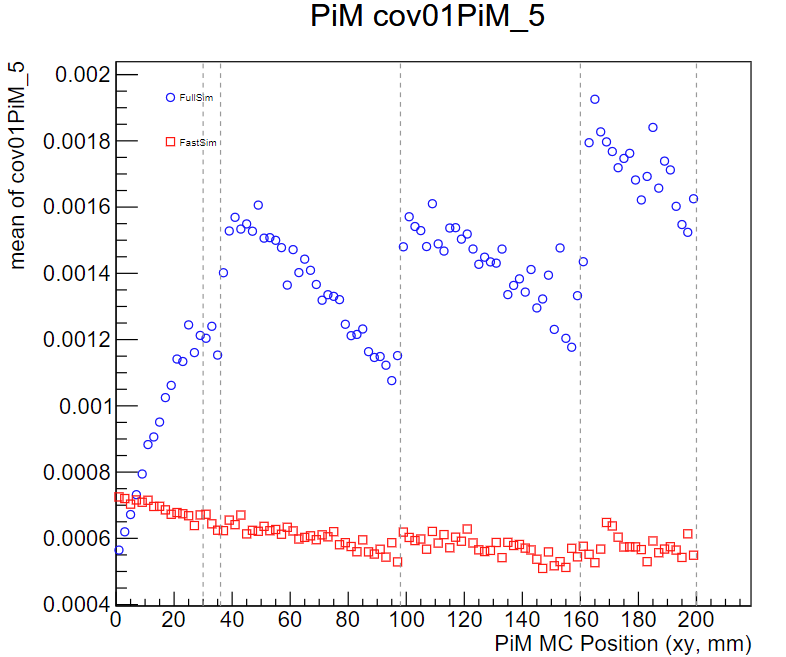 PiM cov01PiM_5
mean of cov01PiM_5
0.002
0.0018
0.0016
0.0014
0.0012
0.001
0.0008
0.0006
0.0004
FullSim
FastSim
0 20 40 60 80 100 120 140 160 180 200
PiM MC Position (xy, mm)